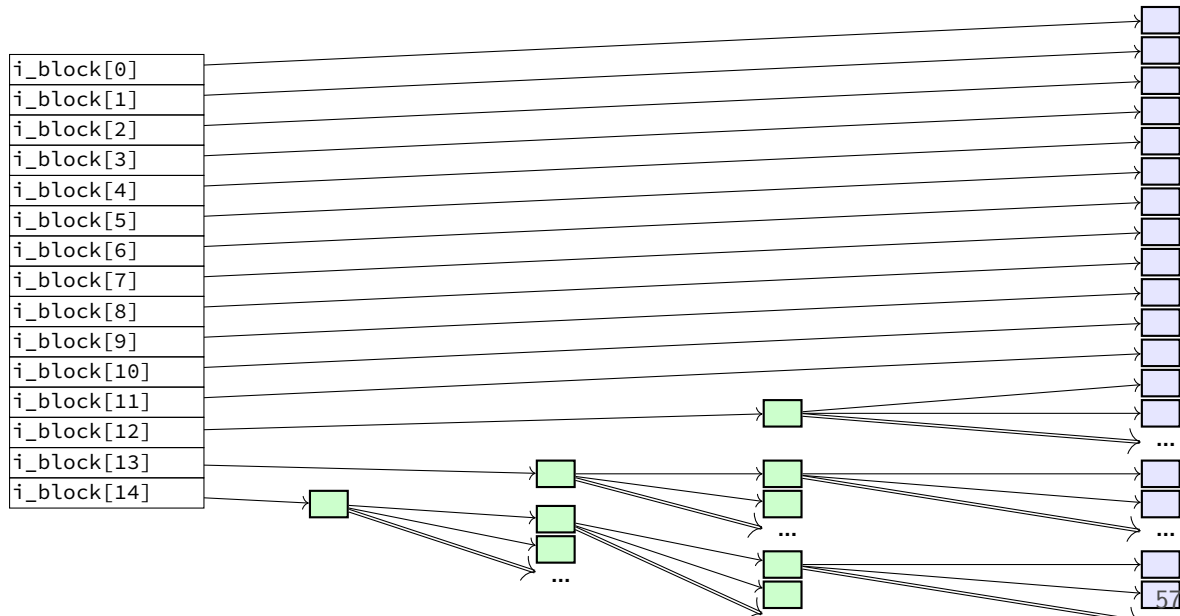 i_block[0]
i_block[1]
i_block[2]
i_block[3]
i_block[4]
i_block[5]
i_block[6]
i_block[7]
i_block[8]
i_block[9]
i_block[10]
i_block[11]
i_block[12]
...
i_block[13]
i_block[14]
...
...
...
57